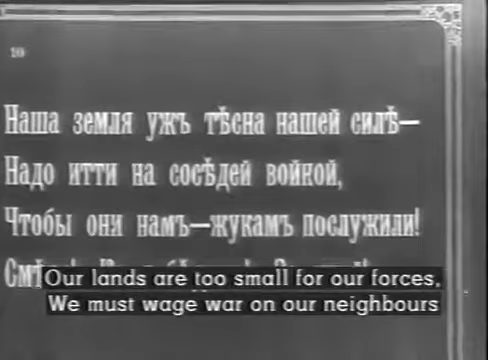 10
Наша земля ужъ тѣсна нашей силѣ—
Надо итти на сосѣдей войной,
Чтобы они намъ—жукамъ послужили!
Our lands are too small for our forces,
We must wage war on our neighbours